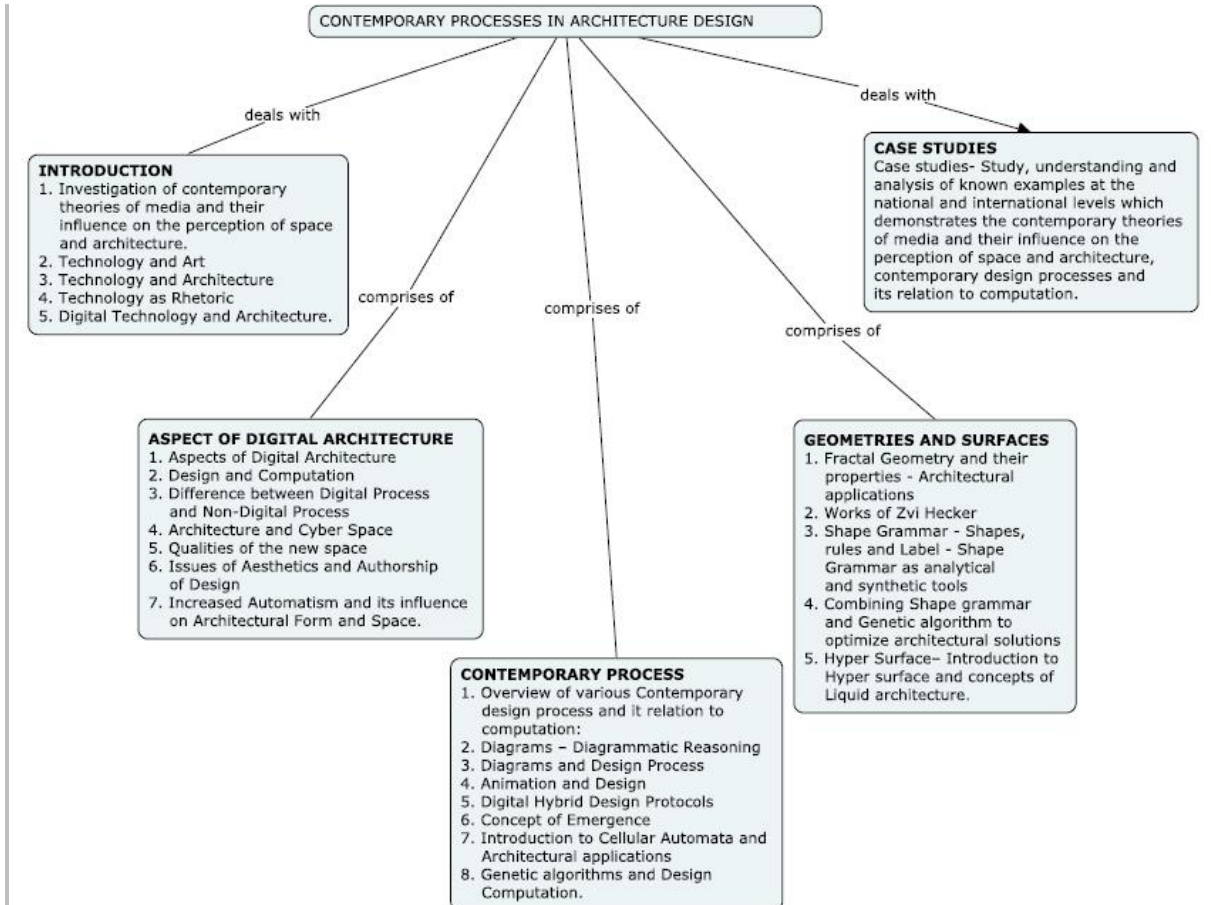 CONTEMPORARY PROCESSES IN ARCHITECTURE DESIGN
deals with
deals with
INTRODUCTION
1. Investigation of contemporary
theories of media and their
influence on the perception of space
and architecture.
2. Technology and Art
3. Technology and Architecture
4. Technology as Rhetoric
5. Digital Technology and Architecture.
CASE STUDIES
Case studies- Study, understanding and
analysis of known examples at the
national and international levels which
demonstrates the contemporary theories
of media and their influence on the
perception of space and architecture,
contemporary design processes and
its relation to computation.
comprises of
comprises of
comprises of
ASPECT OF DIGITAL ARCHITECTURE
1. Aspects of Digital Architecture
2. Design and Computation
3. Difference between Digital Process
and Non-Digital Process
4. Architecture and Cyber Space
5. Qualities of the new space
6. Issues of Aesthetics and Authorship
of Design
7. Increased Automatism and its influence
on Architectural Form and Space.
GEOMETRIES AND SURFACES
1. Fractal Geometry and their
properties - Architectural
applications
2. Works of Zvi Hecker
3. Shape Grammar - Shapes,
rules and Label - Shape
Grammar as analytical
and synthetic tools
4. Combining Shape grammar
and Genetic algorithm to
optimize architectural solutions
5. Hyper Surface– Introduction to
Hyper surface and concepts of
Liquid architecture.
CONTEMPORARY PROCESS
1. Overview of various Contemporary
design process and it relation to
computation:
2. Diagrams – Diagrammatic Reasoning
3. Diagrams and Design Process
4. Animation and Design
5. Digital Hybrid Design Protocols
6. Concept of Emergence
7. Introduction to Cellular Automata and
Architectural applications
8. Genetic algorithms and Design
Computation.